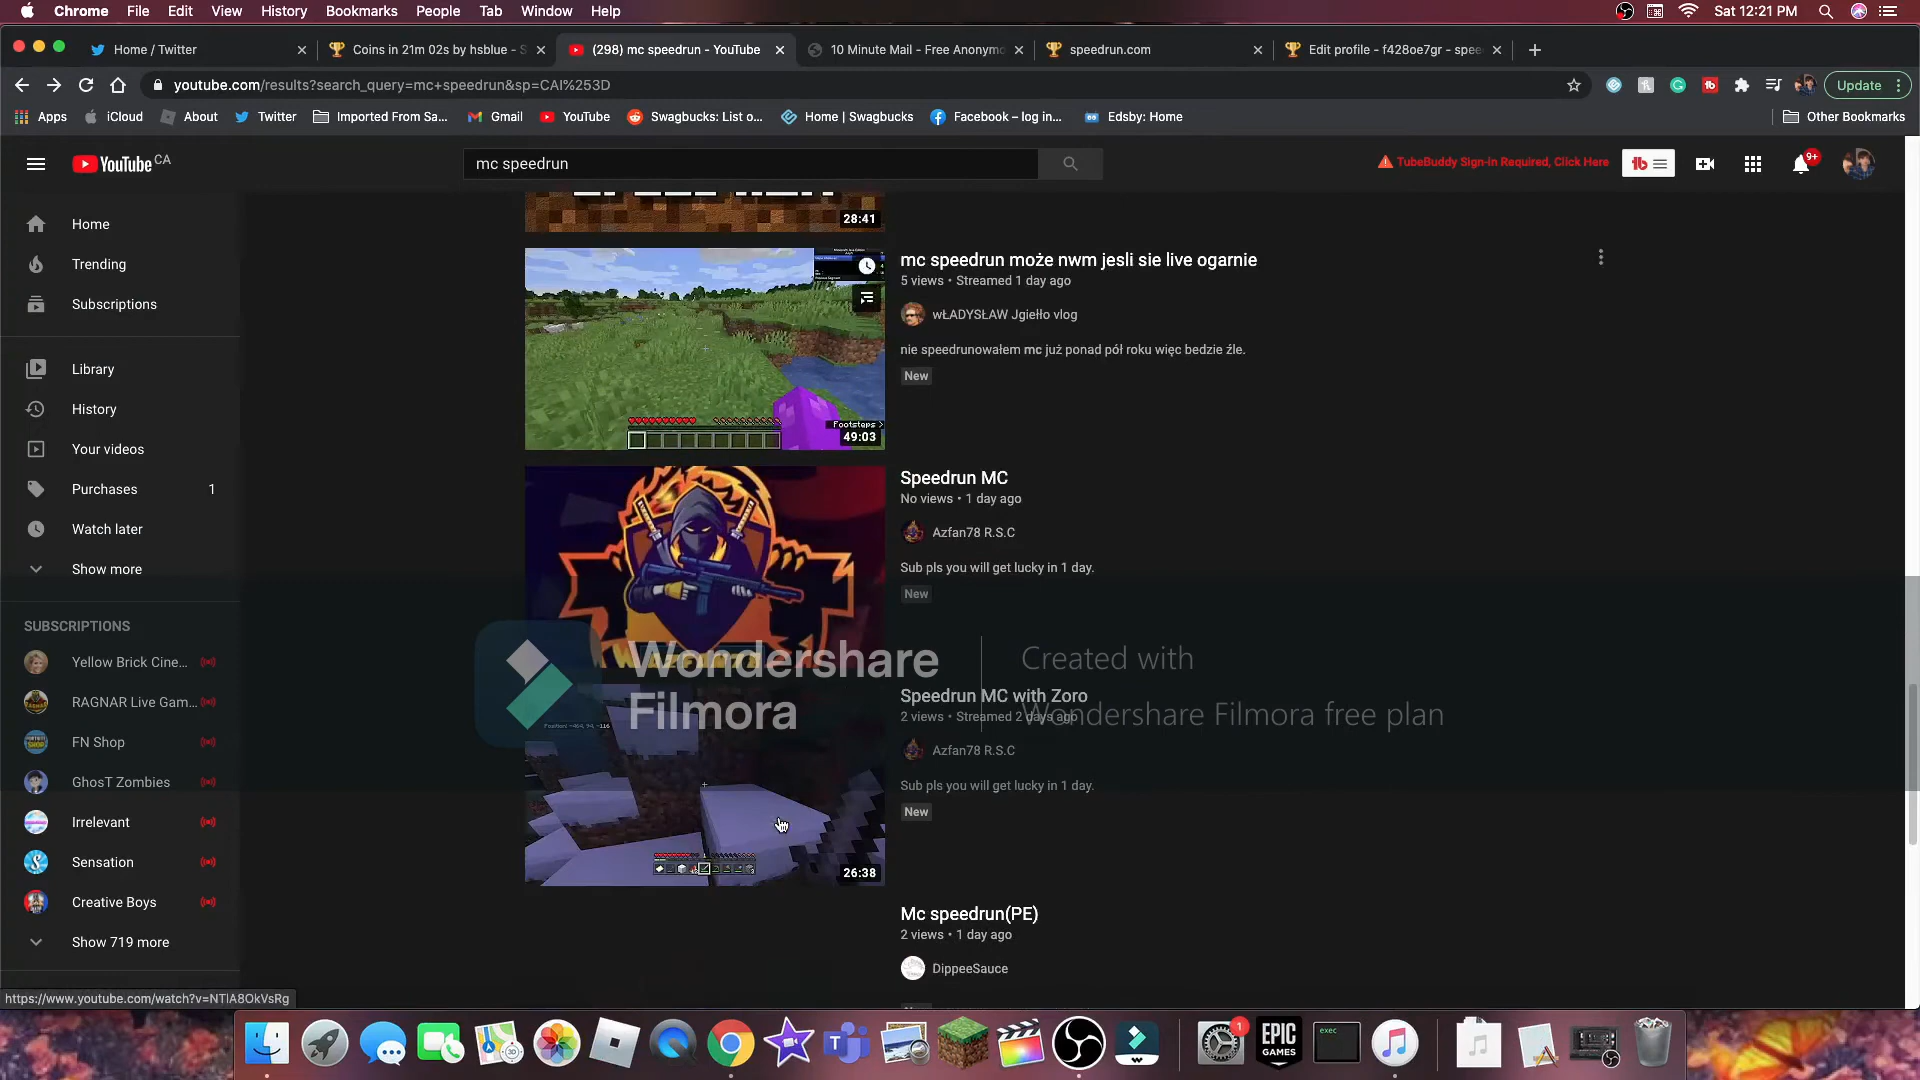 Chrome File Edit View History Bookmarks People Tab Window Help Sat 12:21 PM
Home / Twitter Coins in 21m 02s by hsblue - S (298) mc speedrun - YouTube 10 Minute Mail - Free Anonymo speedrun.com Edit profile - f428oe7gr - spee
youtube.com/results?search_query=mc+speedrun&sp=CAI%253D Update
Apps iCloud About Twitter Imported From Sa... Gmail YouTube Swagbucks: List o... Home | Swagbucks Facebook – log in... Edsby: Home Other Bookmarks
YouTube CA mc speedrun TubeBuddy Sign-in Required, Click Here 9+
Home
Trending
Subscriptions
Library
History
Your videos
Purchases 1
Watch later
Show more
SUBSCRIPTIONS
Yellow Brick Cine...
RAGNAR Live Gam...
FN Shop
GhosT Zombies
Irrelevant
Sensation
Creative Boys
Show 719 more
28:41
mc speedrun może nwm jesli sie live ogarnie
5 views • Streamed 1 day ago
wŁADYSŁAW Jgiełło vlog
nie speedrunowałem mc już ponad pół roku więc bedzie źle.
New
Footsteps >
49:03
Speedrun MC
No views • 1 day ago
Azfan78 R.S.C
Sub pls you will get lucky in 1 day.
New
Wondershare
Filmora
Created with
Wondershare Filmora free plan
Speedrun MC with Zoro
2 views • Streamed 2 days ago
Azfan78 R.S.C
Sub pls you will get lucky in 1 day.
New
26:38
Mc speedrun(PE)
2 views • 1 day ago
DippeeSauce
https://www.youtube.com/watch?v=NTlA8OkVsRg
1
EPIC
GAMES
exec